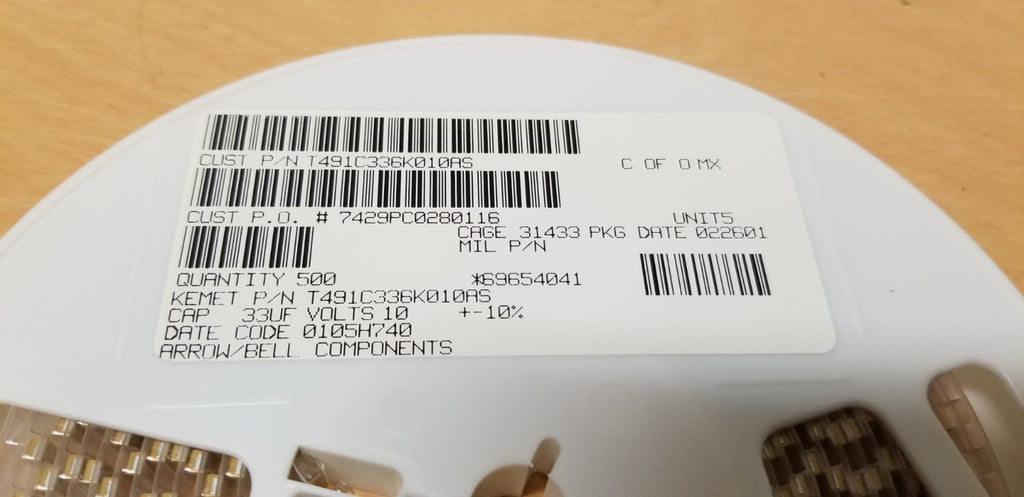 CUST P/N T491C336K010AS
C OF O MX
CUST P.O. # 7429PC0280116
UNIT5
CAGE 31433 PKG DATE 022601
MIL P/N
QUANTITY 500
*69654041
KEMET P/N T491C336K010AS
CAP 33UF VOLTS 10 +-10%
DATE CODE 0105H740
ARROW/BELL COMPONENTS